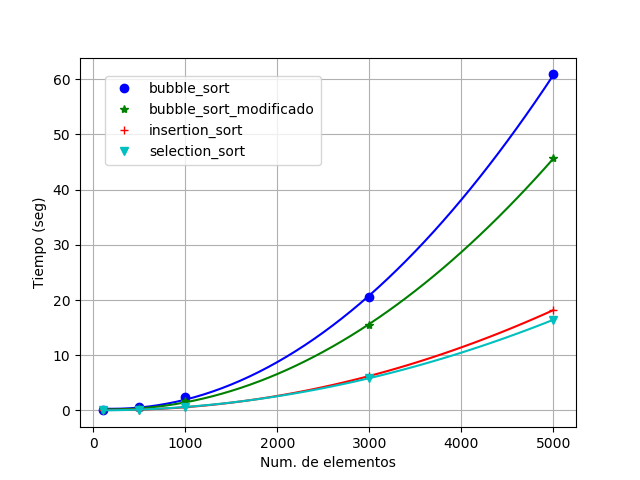 bubble_sort
bubble_sort_modificado
insertion_sort
selection_sort
60
50
40
30
20
10
0
Tiempo (seg)
0 1000 2000 3000 4000 5000
Num. de elementos